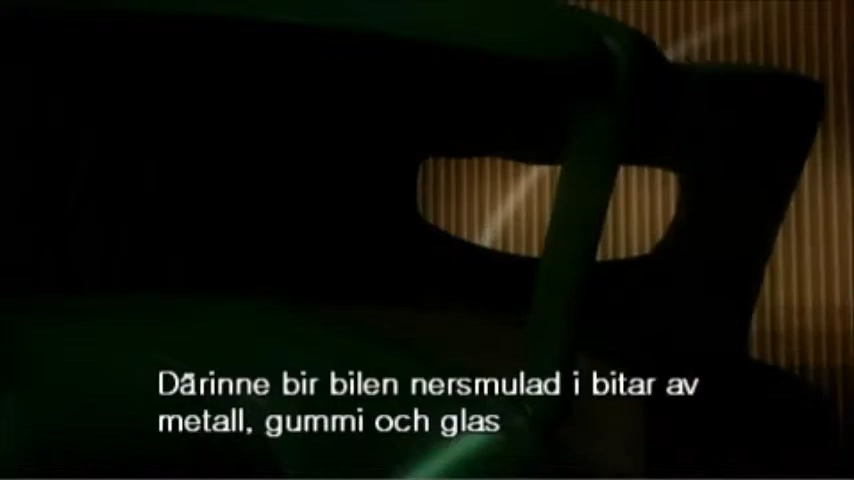 Därinne bir bilen nersmulad i bitar av
metall, gummi och glas